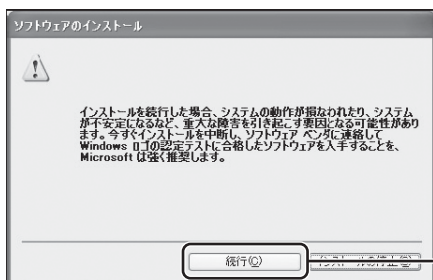 ソフトウェアのインストール
インストールを続行した場合、システムの動作が損なわれたり、システム
が不安定になるなど、重大な障害を引き起こす要因となる可能性があり
ます。今すぐインストールを中断し、ソフトウェア ベンダに連絡して
Windows ロゴの認定テストに合格したソフトウェアを入手することを、
Microsoft は強く推奨します。
続行(C)